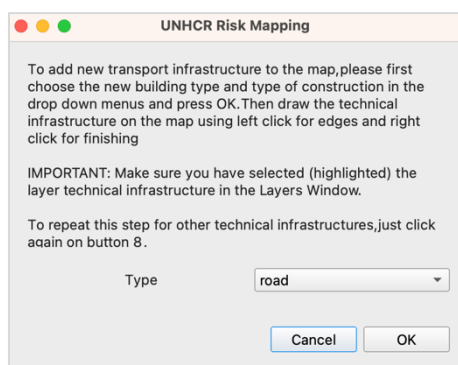 UNHCR Risk Mapping
To add new transport infrastructure to the map,please first
choose the new building type and type of construction in the
drop down menus and press OK.Then draw the technical
infrastructure on the map using left click for edges and right
click for finishing
IMPORTANT: Make sure you have selected (highlighted) the
layer technical infrastructure in the Layers Window.
To repeat this step for other technical infrastructures,just click
again on button 8.
Type
road
Cancel
OK